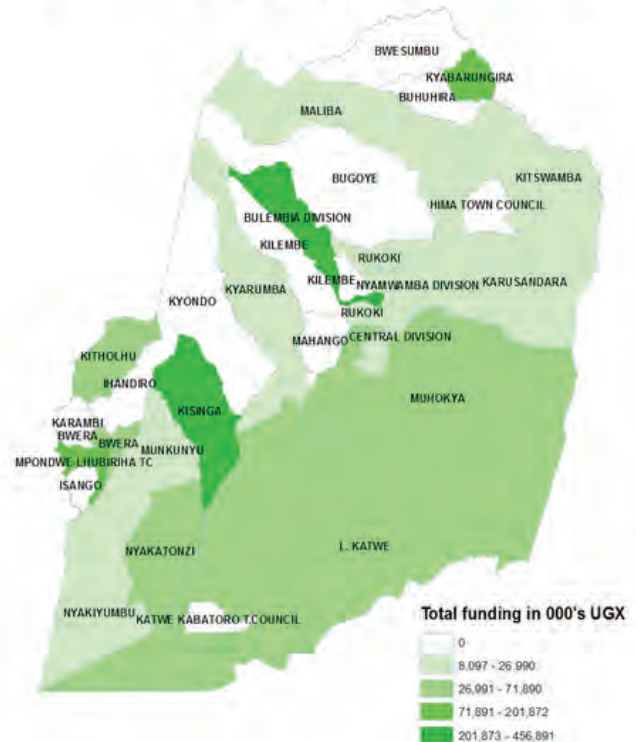 BWESUMBU
KYABARUNGIRA
BUHUHIRA
MALIBA
KITSWAMBA
BUGOYE
HIMA TOWN COUNCIL
BULEMBIA DIVISION
KILEMBE
RUKOKI
KILEMBE
NYAMWAMBA DIVISION
KARUSANDARA
KYARUMBA
KYONDO
RUKOKI
MAHANGO
CENTRAL DIVISION
KITHOLHU
IHANDIRO
MUHOKYA
KISINGA
KARAMBI
BWERA
BWERA
MUNKUNYU
MPONDWE-LHUBIRIHA TC
ISANGO
NYAKATONZI
L. KATWE
NYAKIYUMBU
KATWE KABATORO T.COUNCIL
Total funding in 000's UGX
0
8,097 - 26,990
26,991 - 71,890
71,891 - 201,872
201,873 - 456,891